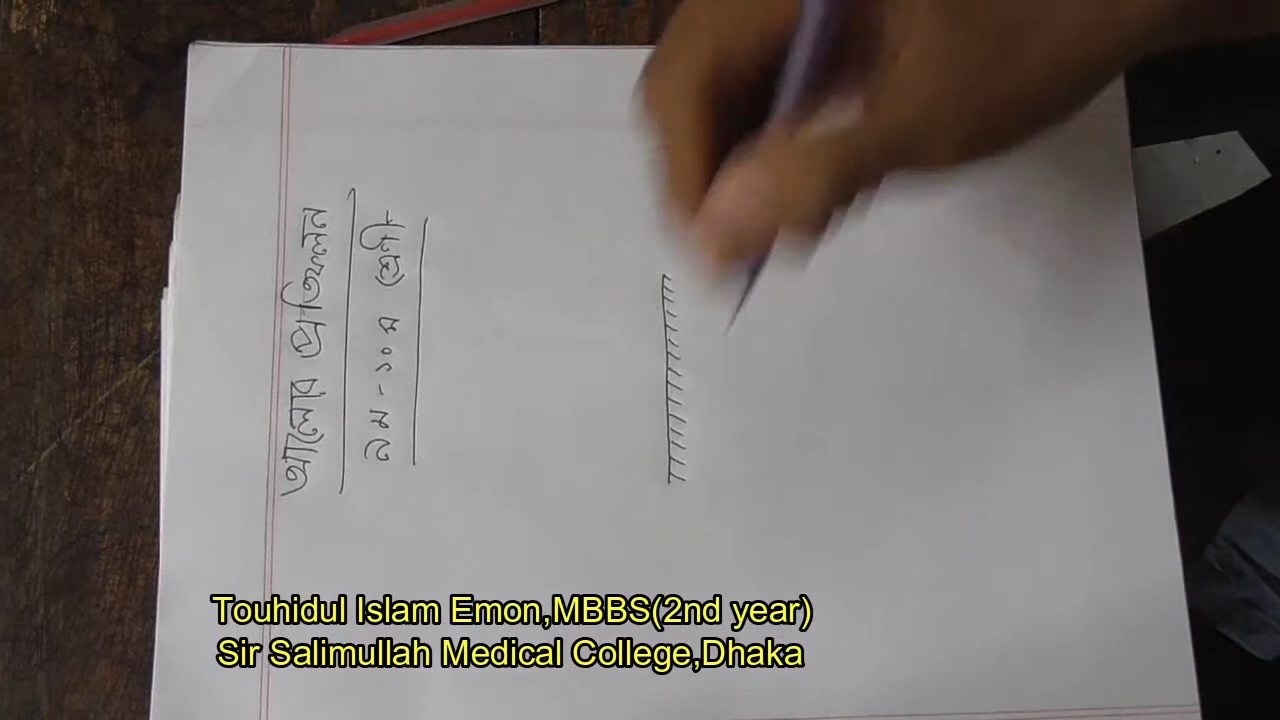 আলোর প্রতিফলন
৯ম - ১০ম শ্রেণী
Touhidul Islam Emon,MBBS(2nd year)
Sir Salimullah Medical College,Dhaka